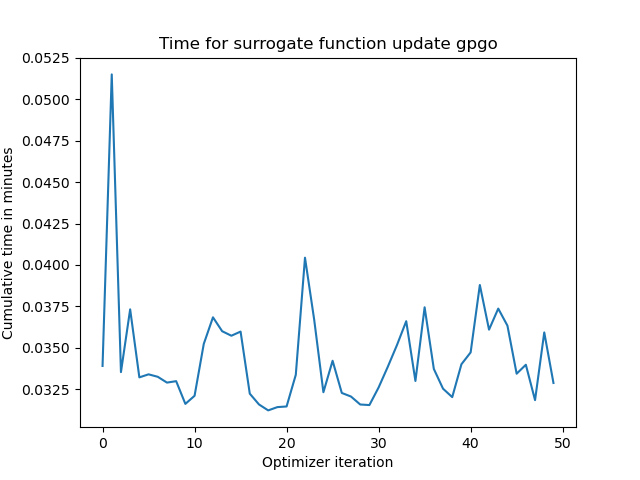 Time for surrogate function update gpgo
0.0525
0.0500
0.0475
0.0450
0.0425
0.0400
0.0375
0.0350
0.0325
Cumulative time in minutes
0 10 20 30 40 50
Optimizer iteration